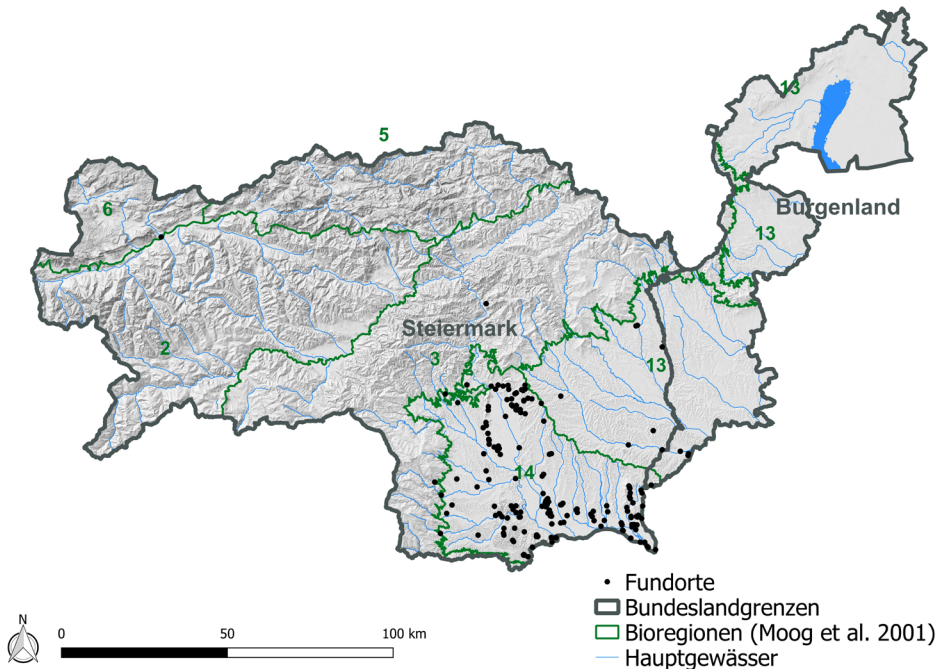 13
5
6
Burgenland
13
2
Steiermark
3
13
14
Fundorte
Bundeslandgrenzen
Bioregionen (Moog et al. 2001)
Hauptgewässer
N
0 50 100 km